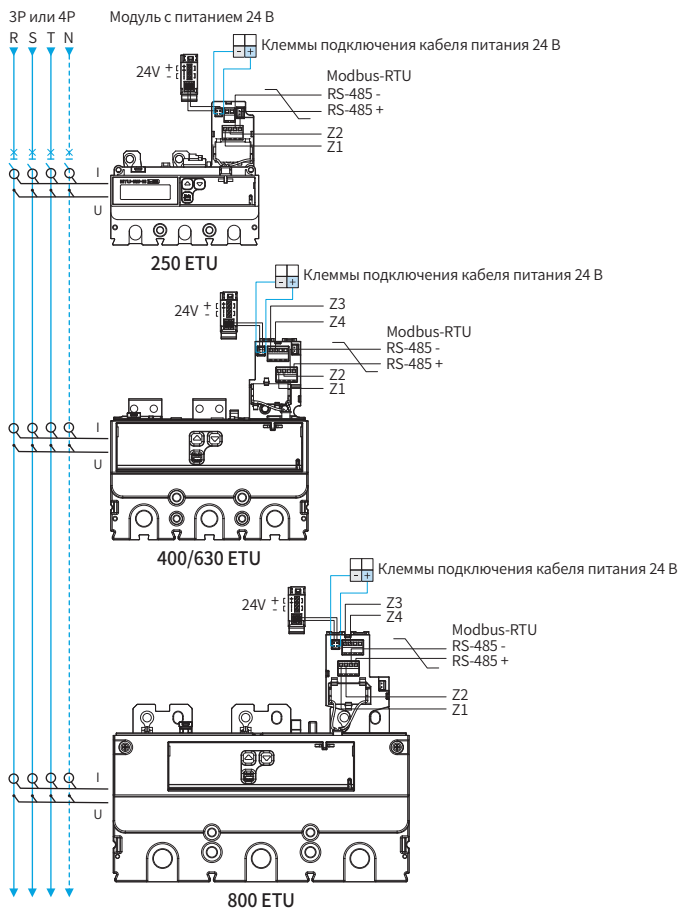 3P или 4P Модуль с питанием 24 В
R S T N
Клеммы подключения кабеля питания 24 В
- +
24V + -
Modbus-RTU
RS-485 -
RS-485 +
Z2
Z1
I
U
250 ETU
Клеммы подключения кабеля питания 24 В
- +
24V + -
Z3
Z4
Modbus-RTU
RS-485 -
RS-485 +
Z2
Z1
I
U
400/630 ETU
Клеммы подключения кабеля питания 24 В
- +
24V + -
Z3
Z4
Modbus-RTU
RS-485 -
RS-485 +
Z2
Z1
I
U
800 ETU